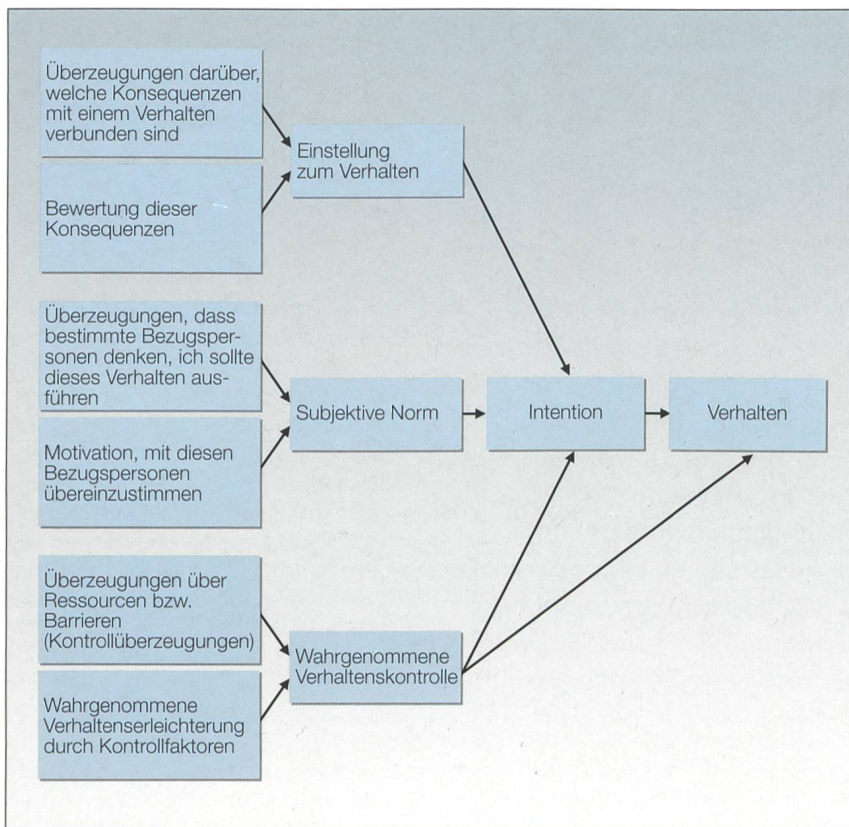 Überzeugungen darüber,
welche Konsequenzen
mit einem Verhalten
verbunden sind
Bewertung dieser
Konsequenzen
Einstellung
zum Verhalten
Überzeugungen, dass
bestimmte Bezugsper-
sonen denken, ich sollte
dieses Verhalten aus-
führen
Motivation, mit diesen
Bezugspersonen
übereinzustimmen
Subjektive Norm
Intention
Verhalten
Überzeugungen über
Ressourcen bzw.
Barrieren
(Kontrollüberzeugungen)
Wahrgenommene
Verhaltenserleichterung
durch Kontrollfaktoren
Wahrgenommene
Verhaltenskontrolle